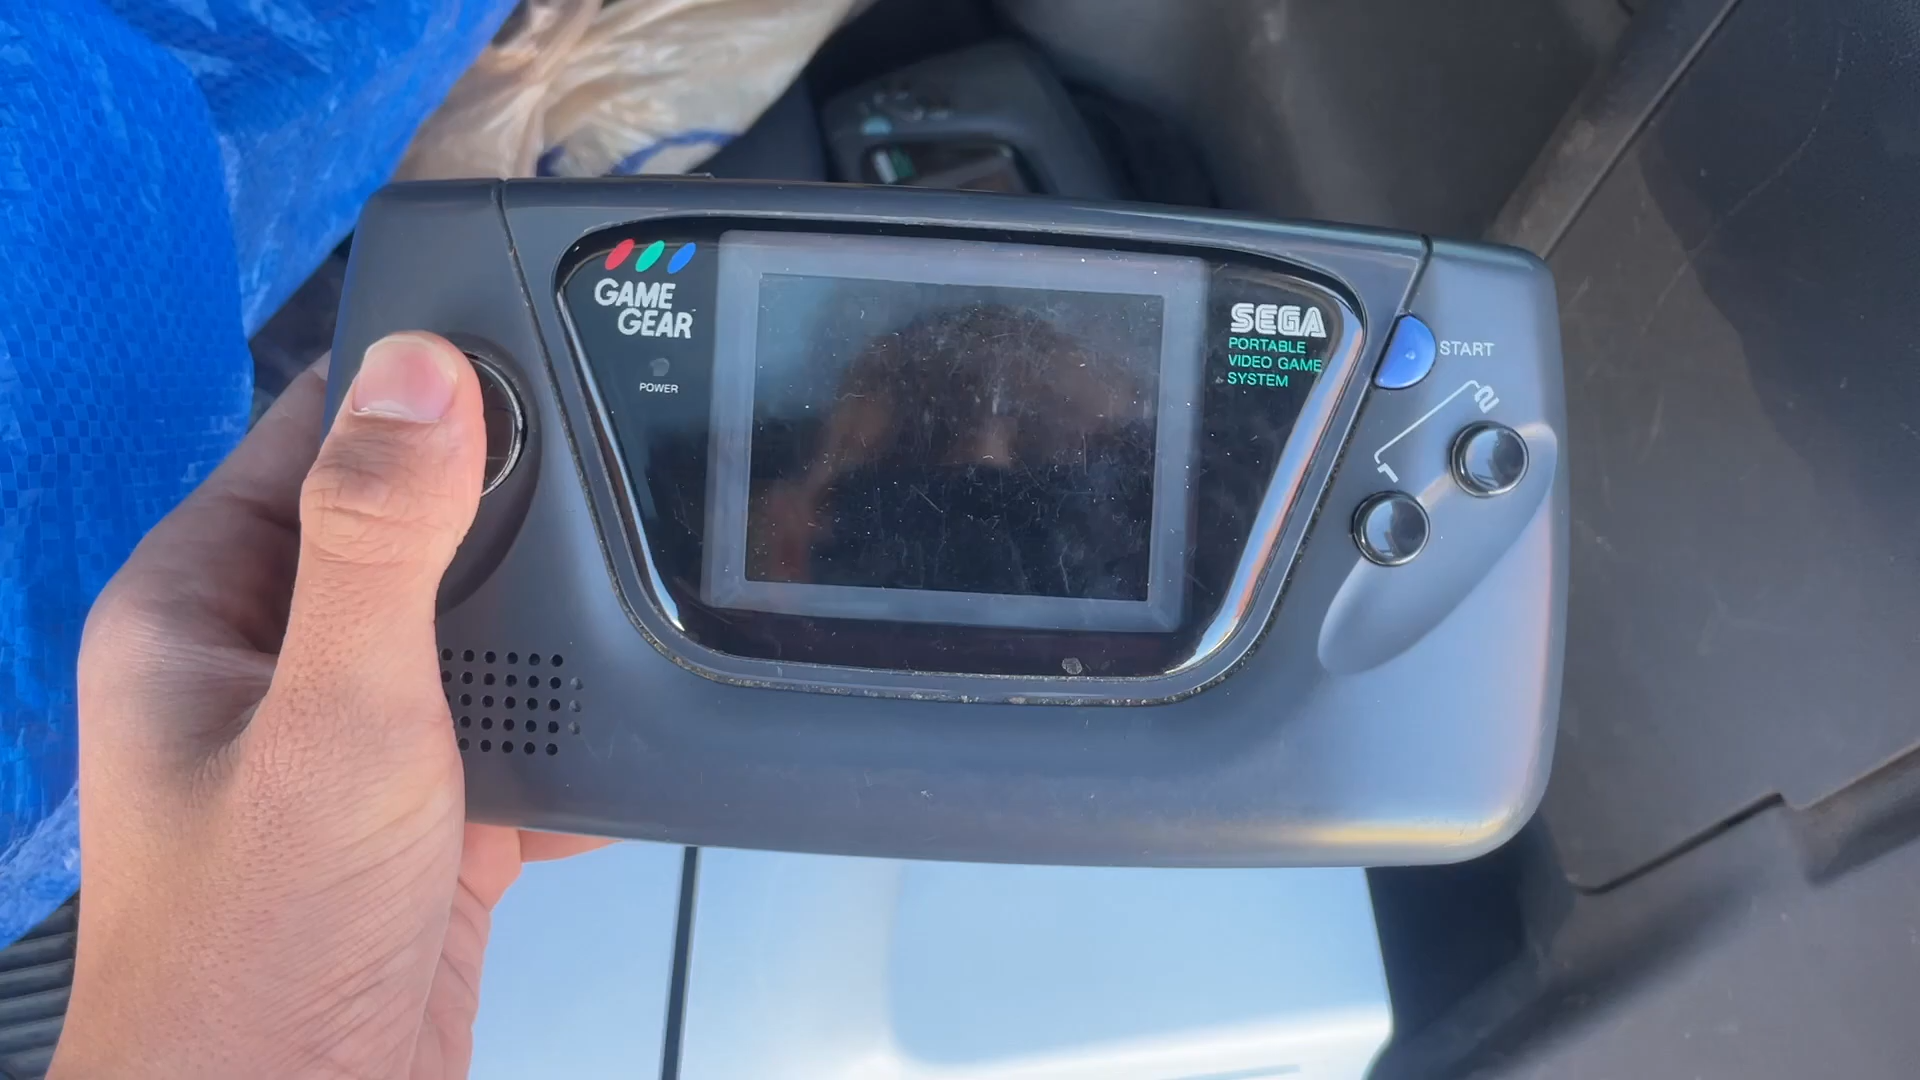 GAME
GEAR
POWER
SEGA
PORTABLE
VIDEO GAME
SYSTEM
START
2
1